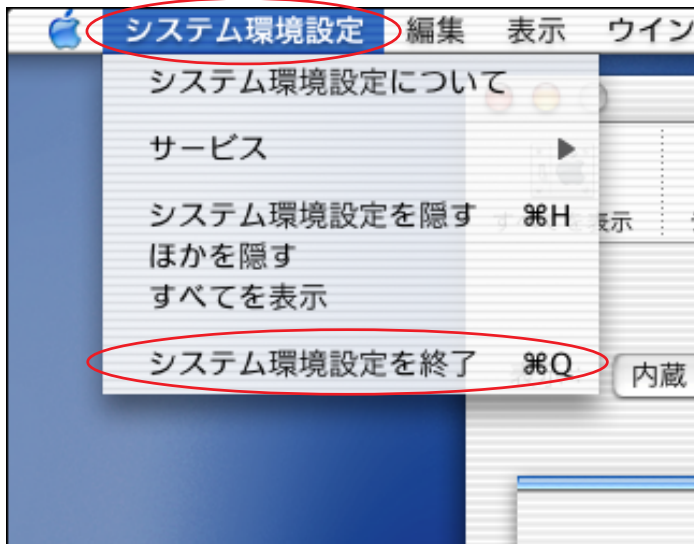 システム環境設定 編集 表示 ウイン
システム環境設定について
サービス
システム環境設定を隠す ⌘H
ほかを隠す
すべてを表示
システム環境設定を終了 ⌘Q
内蔵